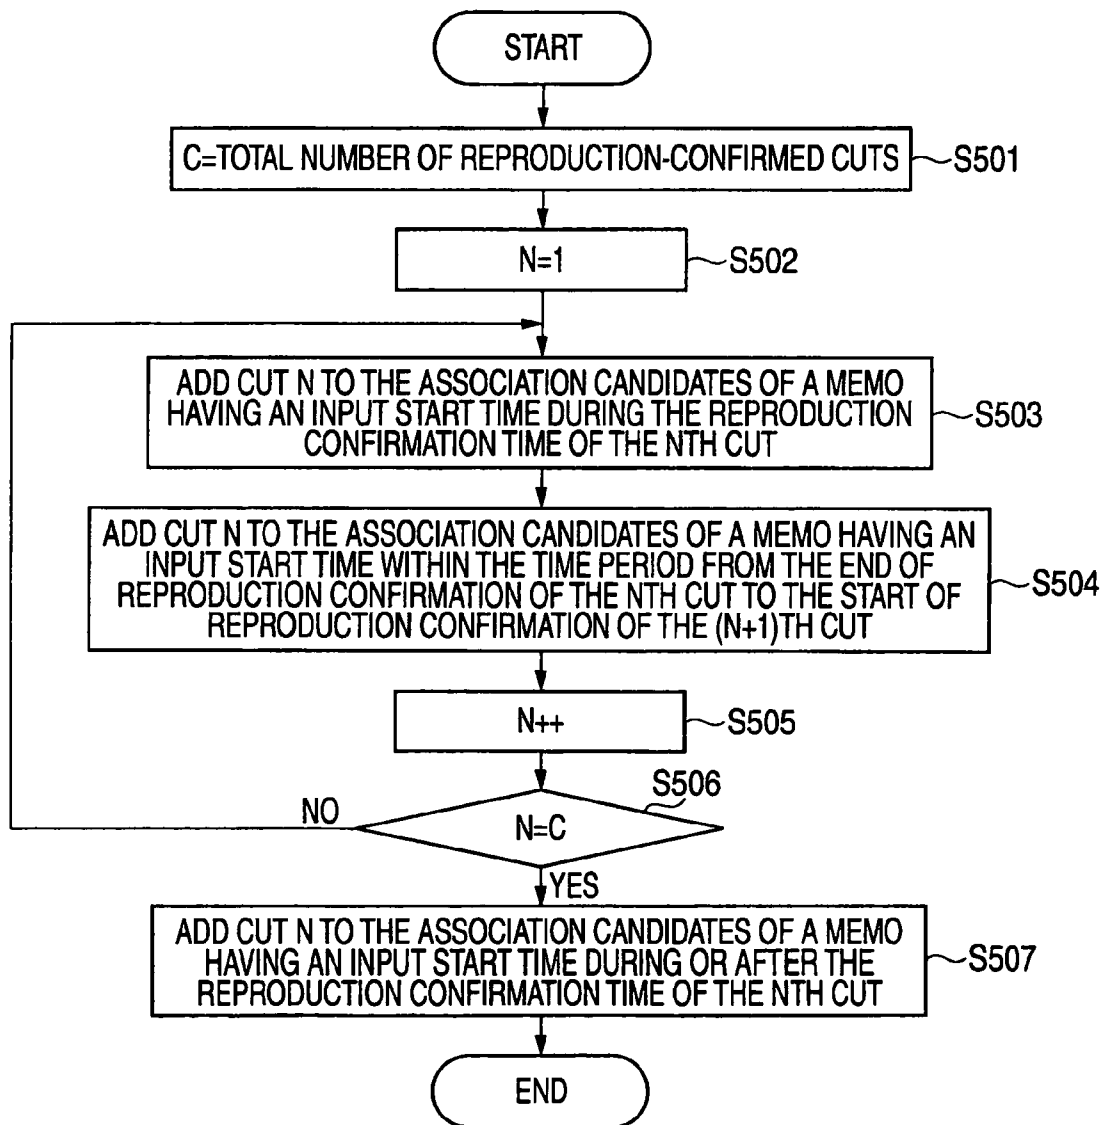 START
C=TOTAL NUMBER OF REPRODUCTION-CONFIRMED CUTS
S501
N=1
S502
ADD CUT N TO THE ASSOCIATION CANDIDATES OF A MEMO
HAVING AN INPUT START TIME DURING THE REPRODUCTION
CONFIRMATION TIME OF THE NTH CUT
S503
ADD CUT N TO THE ASSOCIATION CANDIDATES OF A MEMO HAVING AN
INPUT START TIME WITHIN THE TIME PERIOD FROM THE END OF
REPRODUCTION CONFIRMATION OF THE NTH CUT TO THE START OF
REPRODUCTION CONFIRMATION OF THE (N+1)TH CUT
S504
N++
S505
S506
NO
N=C
YES
ADD CUT N TO THE ASSOCIATION CANDIDATES OF A MEMO
HAVING AN INPUT START TIME DURING OR AFTER THE
REPRODUCTION CONFIRMATION TIME OF THE NTH CUT
S507
END